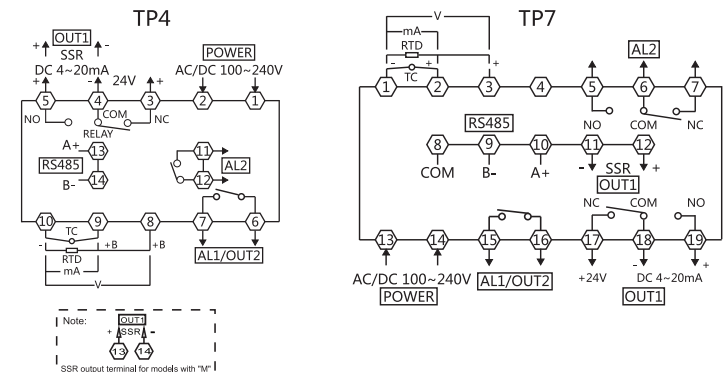 TP4
OUT1
+ SSR -
POWER
DC 4~20mA 24V AC/DC 100~240V
+ - +
5 4 3 2 1
NO COM NC
RELAY
A+ 13 11
RS485 AL2
B- 14 12
10 9 8 7 6
TC
- +B +B
RTD
mA
V
AL1/OUT2
Note: OUT1
+ SSR -
13 14
SSR output terminal for models with "M"
TP7
V
mA
RTD
- + +
TC
AL2
1 2 3 4 5 6 7
NO COM NC
RS485
8 9 10 11 12
COM B- A+ - SSR +
OUT1
NC COM NO
13 14 15 16 17 18 19
AC/DC 100~240V AL1/OUT2 +24V - DC 4~20mA +
POWER OUT1